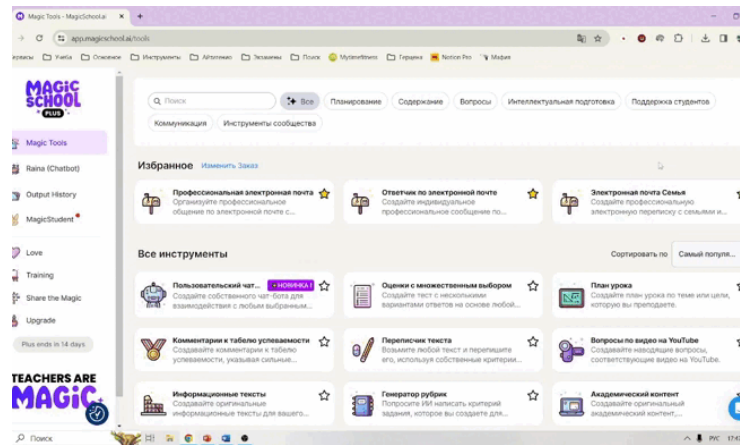 Magic Tools - MagicSchool.ai
app.magicschool.ai/tools
Учеба Основное Инструменты Айтигенио Экзамены Поиск Mytimefitness Герцена Notion Pro Мафия
MAGIC
SCHOOL
PLUS
Поиск Все Планирование Содержание Вопросы Интеллектуальная подготовка Поддержка студентов
Коммуникация Инструменты сообщества
Magic Tools
Raina (Chatbot)
Output History
MagicStudent
Love
Training
Share the Magic
Upgrade
Plus ends in 14 days
TEACHERS ARE
MAGIC
Избранное Изменить Заказ
Профессиональная электронная почта
Организуйте профессиональное
общение по электронной почте с...
Ответчик по электронной почте
Создайте индивидуальное
профессиональное сообщение по...
Электронная почта Семья
Создайте профессиональную
электронную переписку с семьями и...
Все инструменты
Сортировать по Самый популя...
Пользовательский чат... НОВИНКА !
Создайте собственного чат-бота для
взаимодействия с любым выбранным...
Оценки с множественным выбором
Создайте тест с несколькими
вариантами ответов на основе любой...
План урока
Создайте план урока по теме или цели,
которую вы преподаете.
Комментарии к табелю успеваемости
Создавайте комментарии к табелю
успеваемости, указывая сильные...
Переписчик текста
Возьмите любой текст и перепишите
его, используя собственные критерии...
Вопросы по видео на YouTube
Создавайте наводящие вопросы,
соответствующие видео на YouTube.
Информационные тексты
Создавайте оригинальные
информационные тексты для вашего...
Генератор рубрик
Попросите ИИ написать критерий
задания, которое вы создаете для...
Академический контент
Создавайте оригинальный
академический контент,...
Поиск
РУС